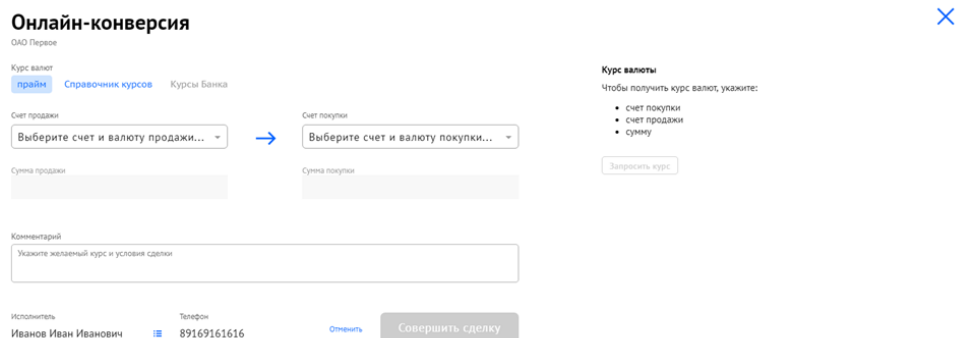 Онлайн-конверсия
ОАО Первое
Курс валют
прайм Справочник курсов Курсы Банка
Счет продажи
Выберите счет и валюту продажи...
Счет покупки
Выберите счет и валюту покупки...
Сумма продажи
Сумма покупки
Комментарий
Укажите желаемый курс и условия сделки
Исполнитель
Иванов Иван Иванович
Телефон
89169161616
Отменить
Совершить сделку
Курс валюты
Чтобы получить курс валют, укажите:
• счет покупки
• счет продажи
• сумму
Запросить курс